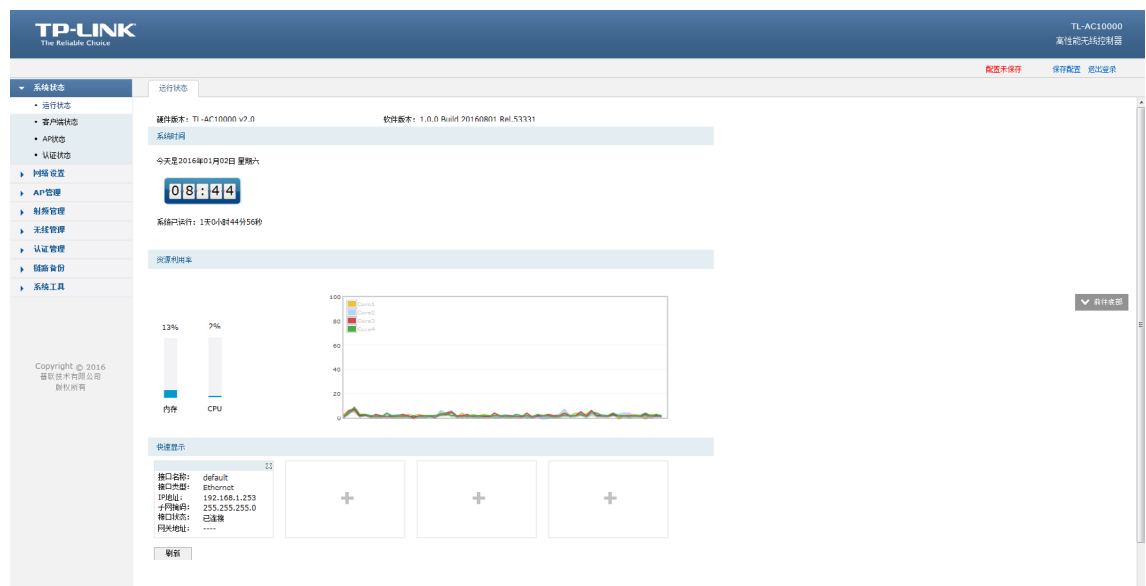 TP-LINK
The Reliable Choice
TL-AC10000
高性能无线控制器
配置未保存 保存配置 退出登录
系统状态
运行状态
客户端状态
AP状态
认证状态
网络设置
AP管理
射频管理
无线管理
认证管理
链路备份
系统工具
Copyright © 2016
普联技术有限公司
版权所有
运行状态
硬件版本: TL-AC10000 v2.0 软件版本: 1.0.0 Build 20160801 Rel.53331
系统时间
今天是2016年01月02日 星期六
08:44
系统已运行: 1天0小时44分56秒
资源利用率
13% 2%
内存 CPU
100
80
60
40
20
0
Core1
Core2
Core3
Core4
前往底部
快速显示
接口名称: default
接口类型: Ethernet
IP地址: 192.168.1.253
子网掩码: 255.255.255.0
接口状态: 已连接
网关地址: ----
刷新